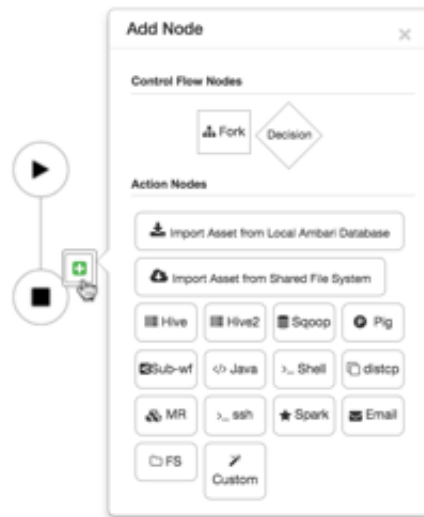 Add Node
Control Flow Nodes
Fork Decision
Action Nodes
Import Asset from Local Ambari Database
Import Asset from Shared File System
Hive Hive2 Sqoop Pig
Sub-wf Java Shell distcp
MR ssh Spark Email
FS Custom